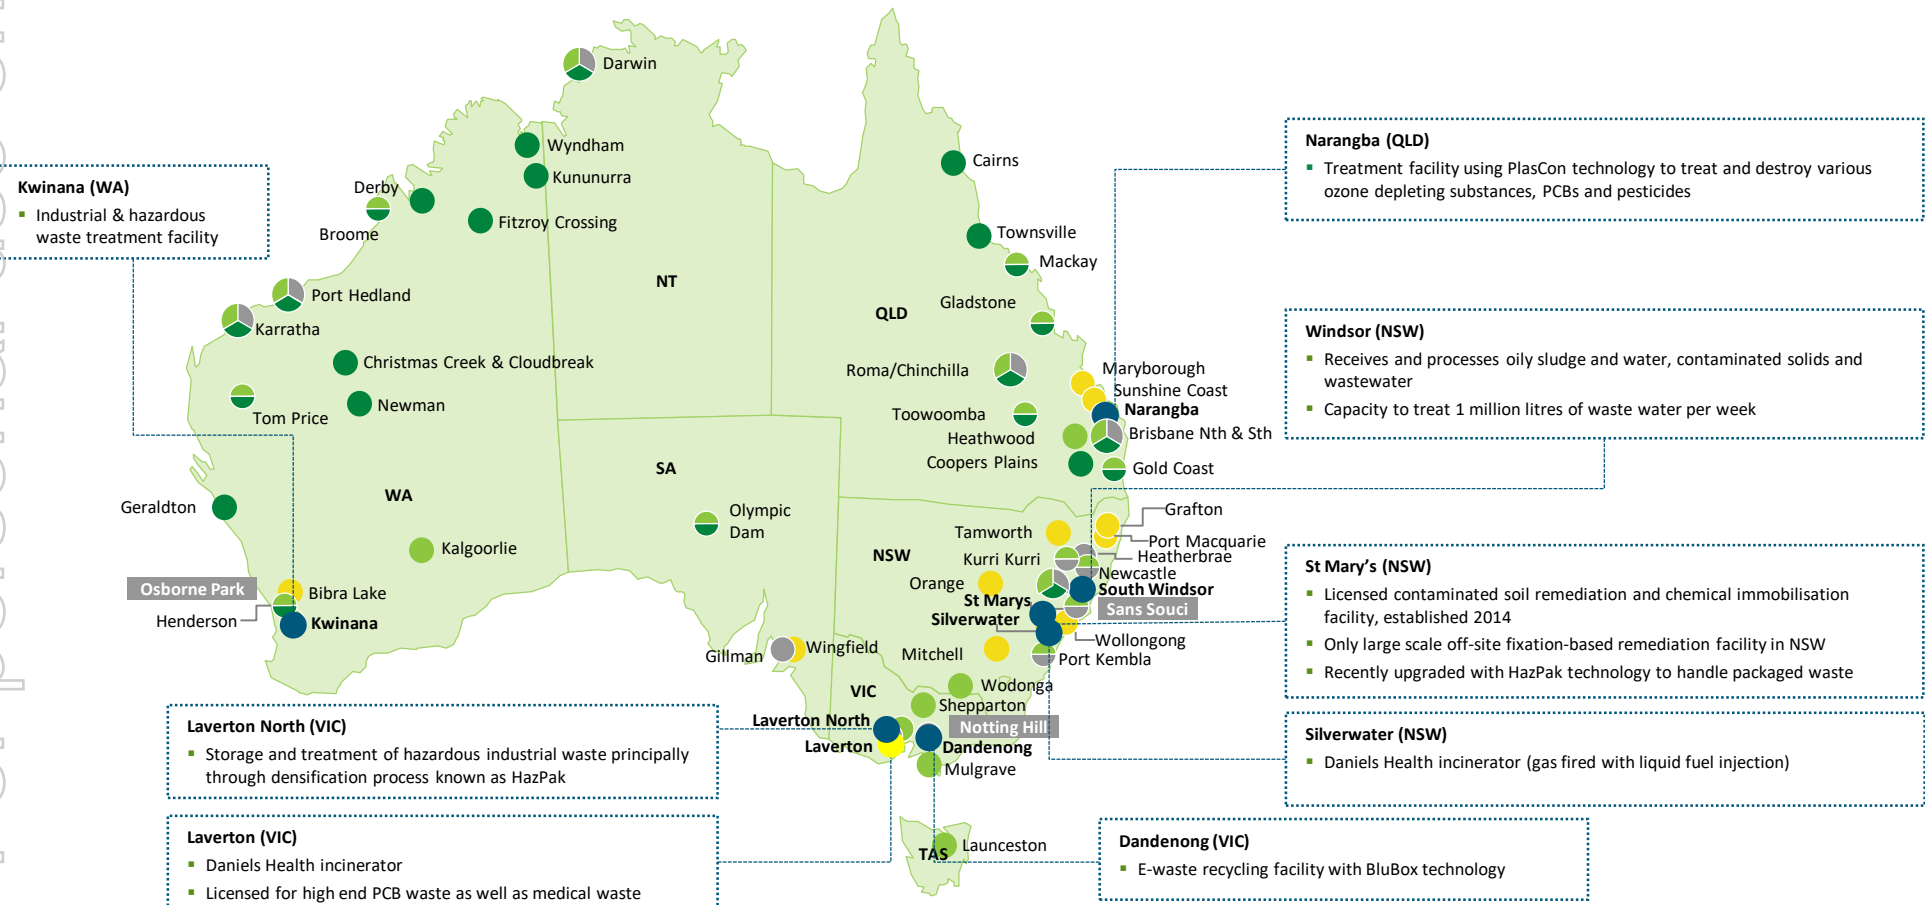 Darwin
Wyndham
Kununurra
Derby
Broome
Fitzroy Crossing
Port Hedland
Karratha
Christmas Creek & Cloudbreak
Tom Price
Newman
Geraldton
WA
Kalgoorlie
Osborne Park
Bibra Lake
Henderson
Kwinana
NT
SA
Olympic
Dam
Gillman
Wingfield
QLD
Cairns
Townsville
Mackay
Gladstone
Roma/Chinchilla
Maryborough
Sunshine Coast
Toowoomba
Narangba
Heathwood
Brisbane Nth & Sth
Coopers Plains
Gold Coast
NSW
Tamworth
Grafton
Port Macquarie
Kurri Kurri
Heatherbrae
Newcastle
Orange
South Windsor
St Marys
Sans Souci
Silverwater
Wollongong
Mitchell
Port Kembla
VIC
Wodonga
Shepparton
Laverton North
Notting Hill
Laverton
Dandenong
Mulgrave
TAS
Launceston
Kwinana (WA)
▪ Industrial & hazardous
waste treatment facility
Narangba (QLD)
▪ Treatment facility using PlasCon technology to treat and destroy various
ozone depleting substances, PCBs and pesticides
Windsor (NSW)
▪ Receives and processes oily sludge and water, contaminated solids and
wastewater
▪ Capacity to treat 1 million litres of waste water per week
St Mary’s (NSW)
▪ Licensed contaminated soil remediation and chemical immobilisation
facility, established 2014
▪ Only large scale off-site fixation-based remediation facility in NSW
▪ Recently upgraded with HazPak technology to handle packaged waste
Silverwater (NSW)
▪ Daniels Health incinerator (gas fired with liquid fuel injection)
Laverton North (VIC)
▪ Storage and treatment of hazardous industrial waste principally
through densification process known as HazPak
Laverton (VIC)
▪ Daniels Health incinerator
▪ Licensed for high end PCB waste as well as medical waste
Dandenong (VIC)
▪ E-waste recycling facility with BluBox technology